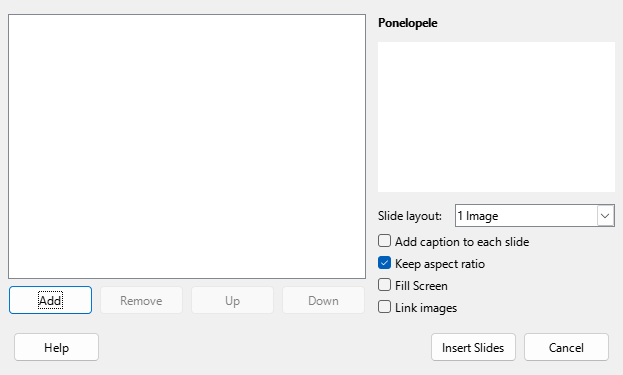 Ponelopele
Slide layout: 1 Image
Add caption to each slide
Keep aspect ratio
Fill Screen
Link images
Add Remove Up Down
Help Insert Slides Cancel